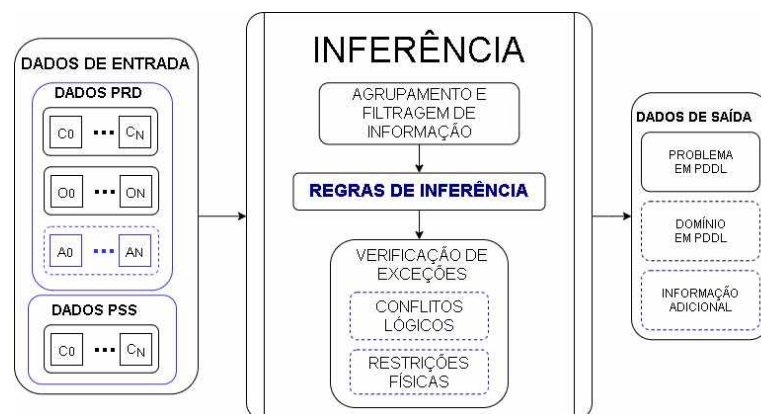 DADOS DE ENTRADA
DADOS PRD
C0 ... CN
O0 ... ON
A0 ... AN
DADOS PSS
C0 ... CN
INFERÊNCIA
AGRUPAMENTO E
FILTRAGEM DE
INFORMAÇÃO
REGRAS DE INFERÊNCIA
VERIFICAÇÃO DE
EXCEÇÕES
CONFLITOS
LÓGICOS
RESTRIÇÕES
FÍSICAS
DADOS DE SAÍDA
PROBLEMA
EM PDDL
DOMÍNIO
EM PDDL
INFORMAÇÃO
ADICIONAL